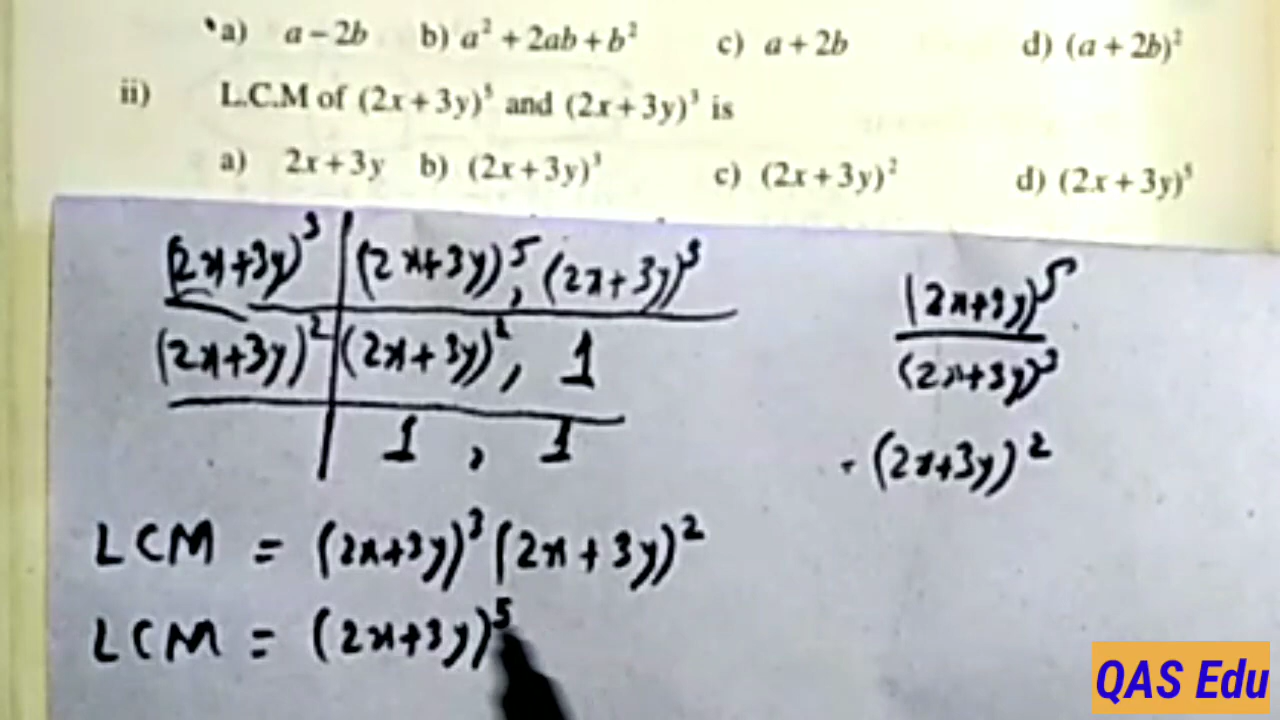 a) a - 2b b) a² + 2ab + b² c) a + 2b d) (a + 2b)²
ii) L.C.M of (2x+3y)⁵ and (2x+3y)³ is
a) 2x+3y b) (2x+3y)³ c) (2x+3y)² d) (2x+3y)⁵
(2x+3y)³ | (2x+3y)⁵, (2x+3y)³
(2x+3y)² | (2x+3y)², 1
1 , 1
(2x+3y)⁵
(2x+3y)³
= (2x+3y)²
LCM = (2x+3y)³(2x+3y)²
LCM = (2x+3y)⁵
QAS Edu